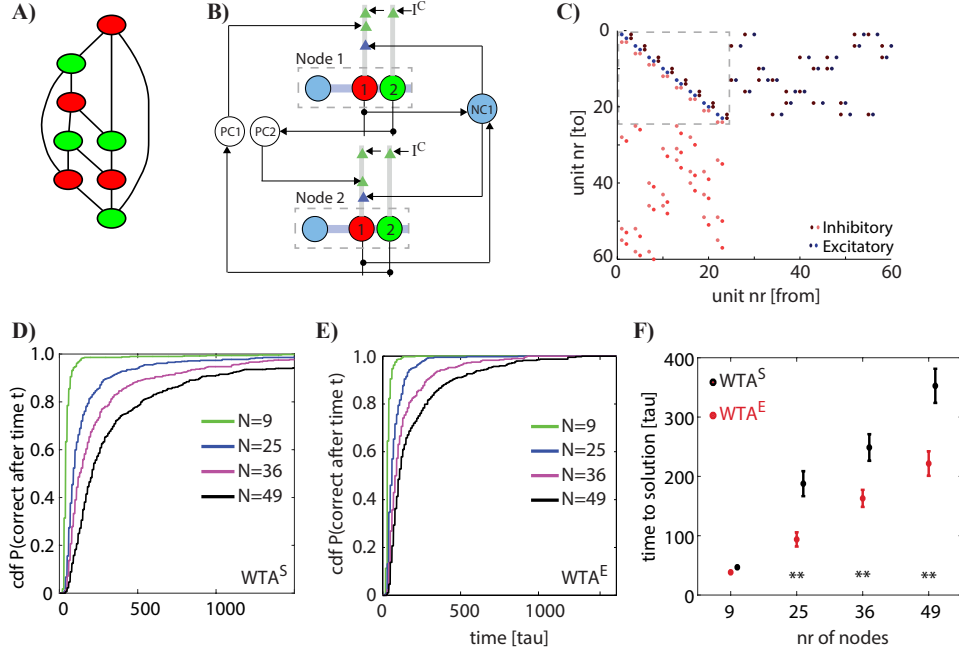 A)
B)
I^C
Node 1
1
2
NC1
PC1
PC2
I^C
Node 2
1
2
C)
unit nr [to]
0
20
40
60
Inhibitory
Excitatory
0
20
40
60
unit nr [from]
D)
cdf P(correct after time t)
1.0
0.8
0.6
0.4
0.2
0
N=9
N=25
N=36
N=49
WTA^S
0
500
1000
1500
E)
cdf P(correct after time t)
1.0
0.8
0.6
0.4
0.2
0
N=9
N=25
N=36
N=49
WTA^E
0
500
1000
1500
time [tau]
F)
time to solution [tau]
400
300
200
100
0
WTA^S
WTA^E
**
**
**
9
25
36
49
nr of nodes